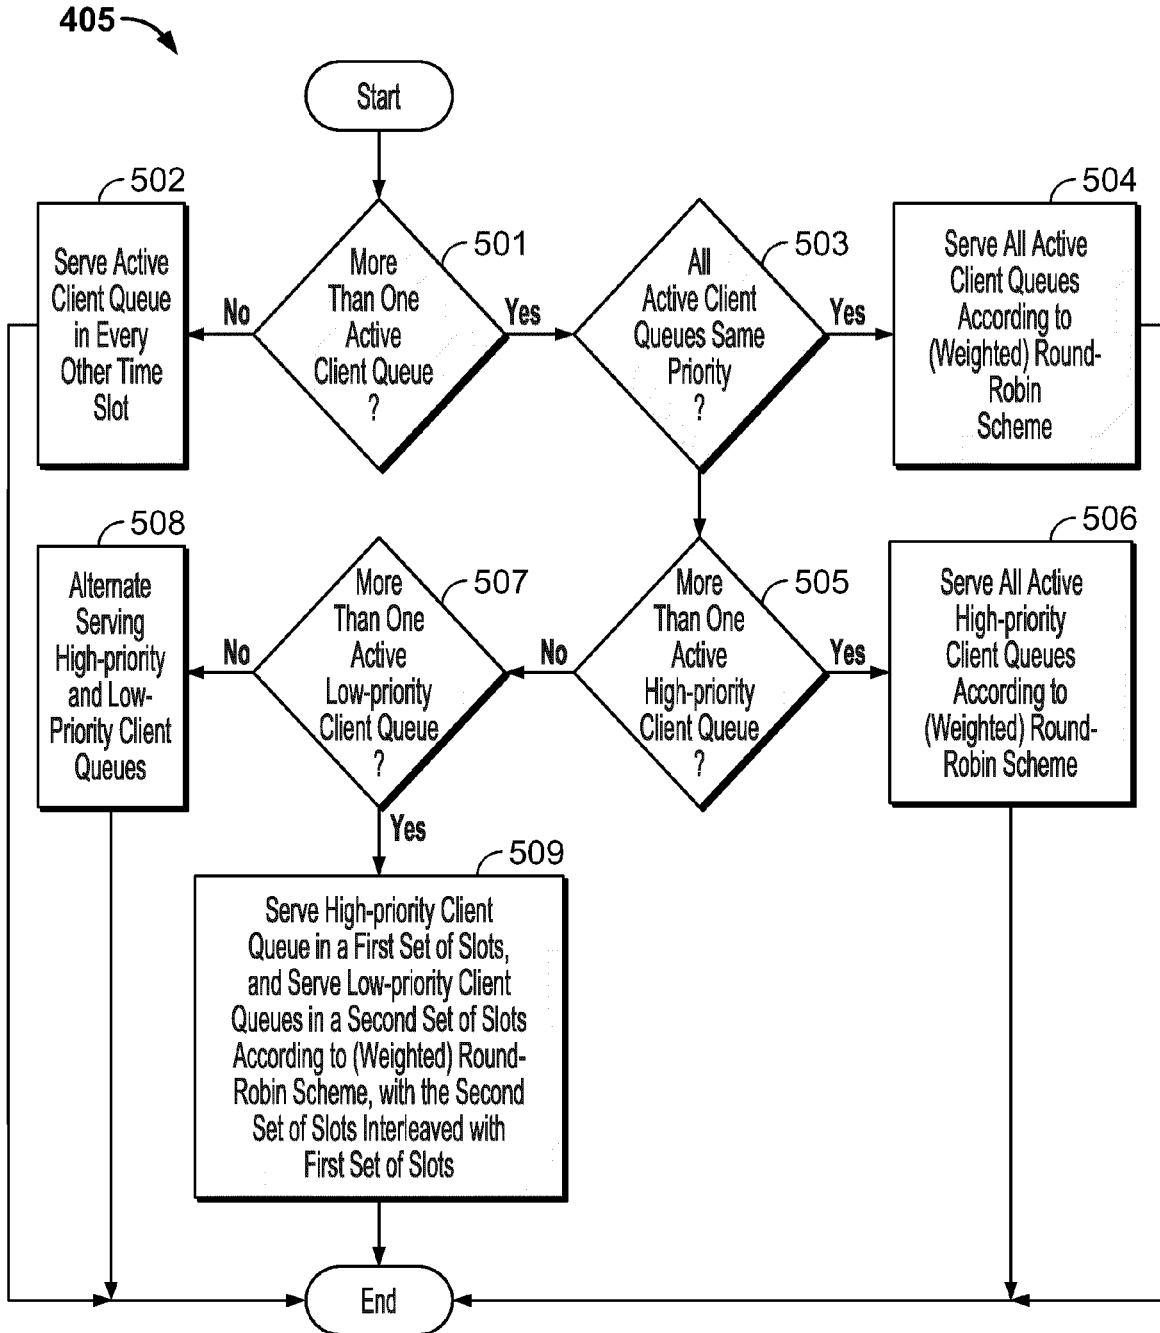 405
Start
502
Serve Active
Client Queue
in Every
Other Time
Slot
No
501
More
Than One
Active
Client Queue
?
Yes
503
All
Active Client
Queues Same
Priority
?
Yes
504
Serve All Active
Client Queues
According to
(Weighted) Round-
Robin
Scheme
508
Alternate
Serving
High-priority
and Low-
Priority Client
Queues
No
507
More
Than One
Active
Low-priority
Client Queue
?
No
505
More
Than One
Active
High-priority
Client Queue
?
Yes
506
Serve All Active
High-priority
Client Queues
According to
(Weighted) Round-
Robin Scheme
Yes
509
Serve High-priority Client
Queue in a First Set of Slots,
and Serve Low-priority Client
Queues in a Second Set of Slots
According to (Weighted) Round-
Robin Scheme, with the Second
Set of Slots Interleaved with
First Set of Slots
End